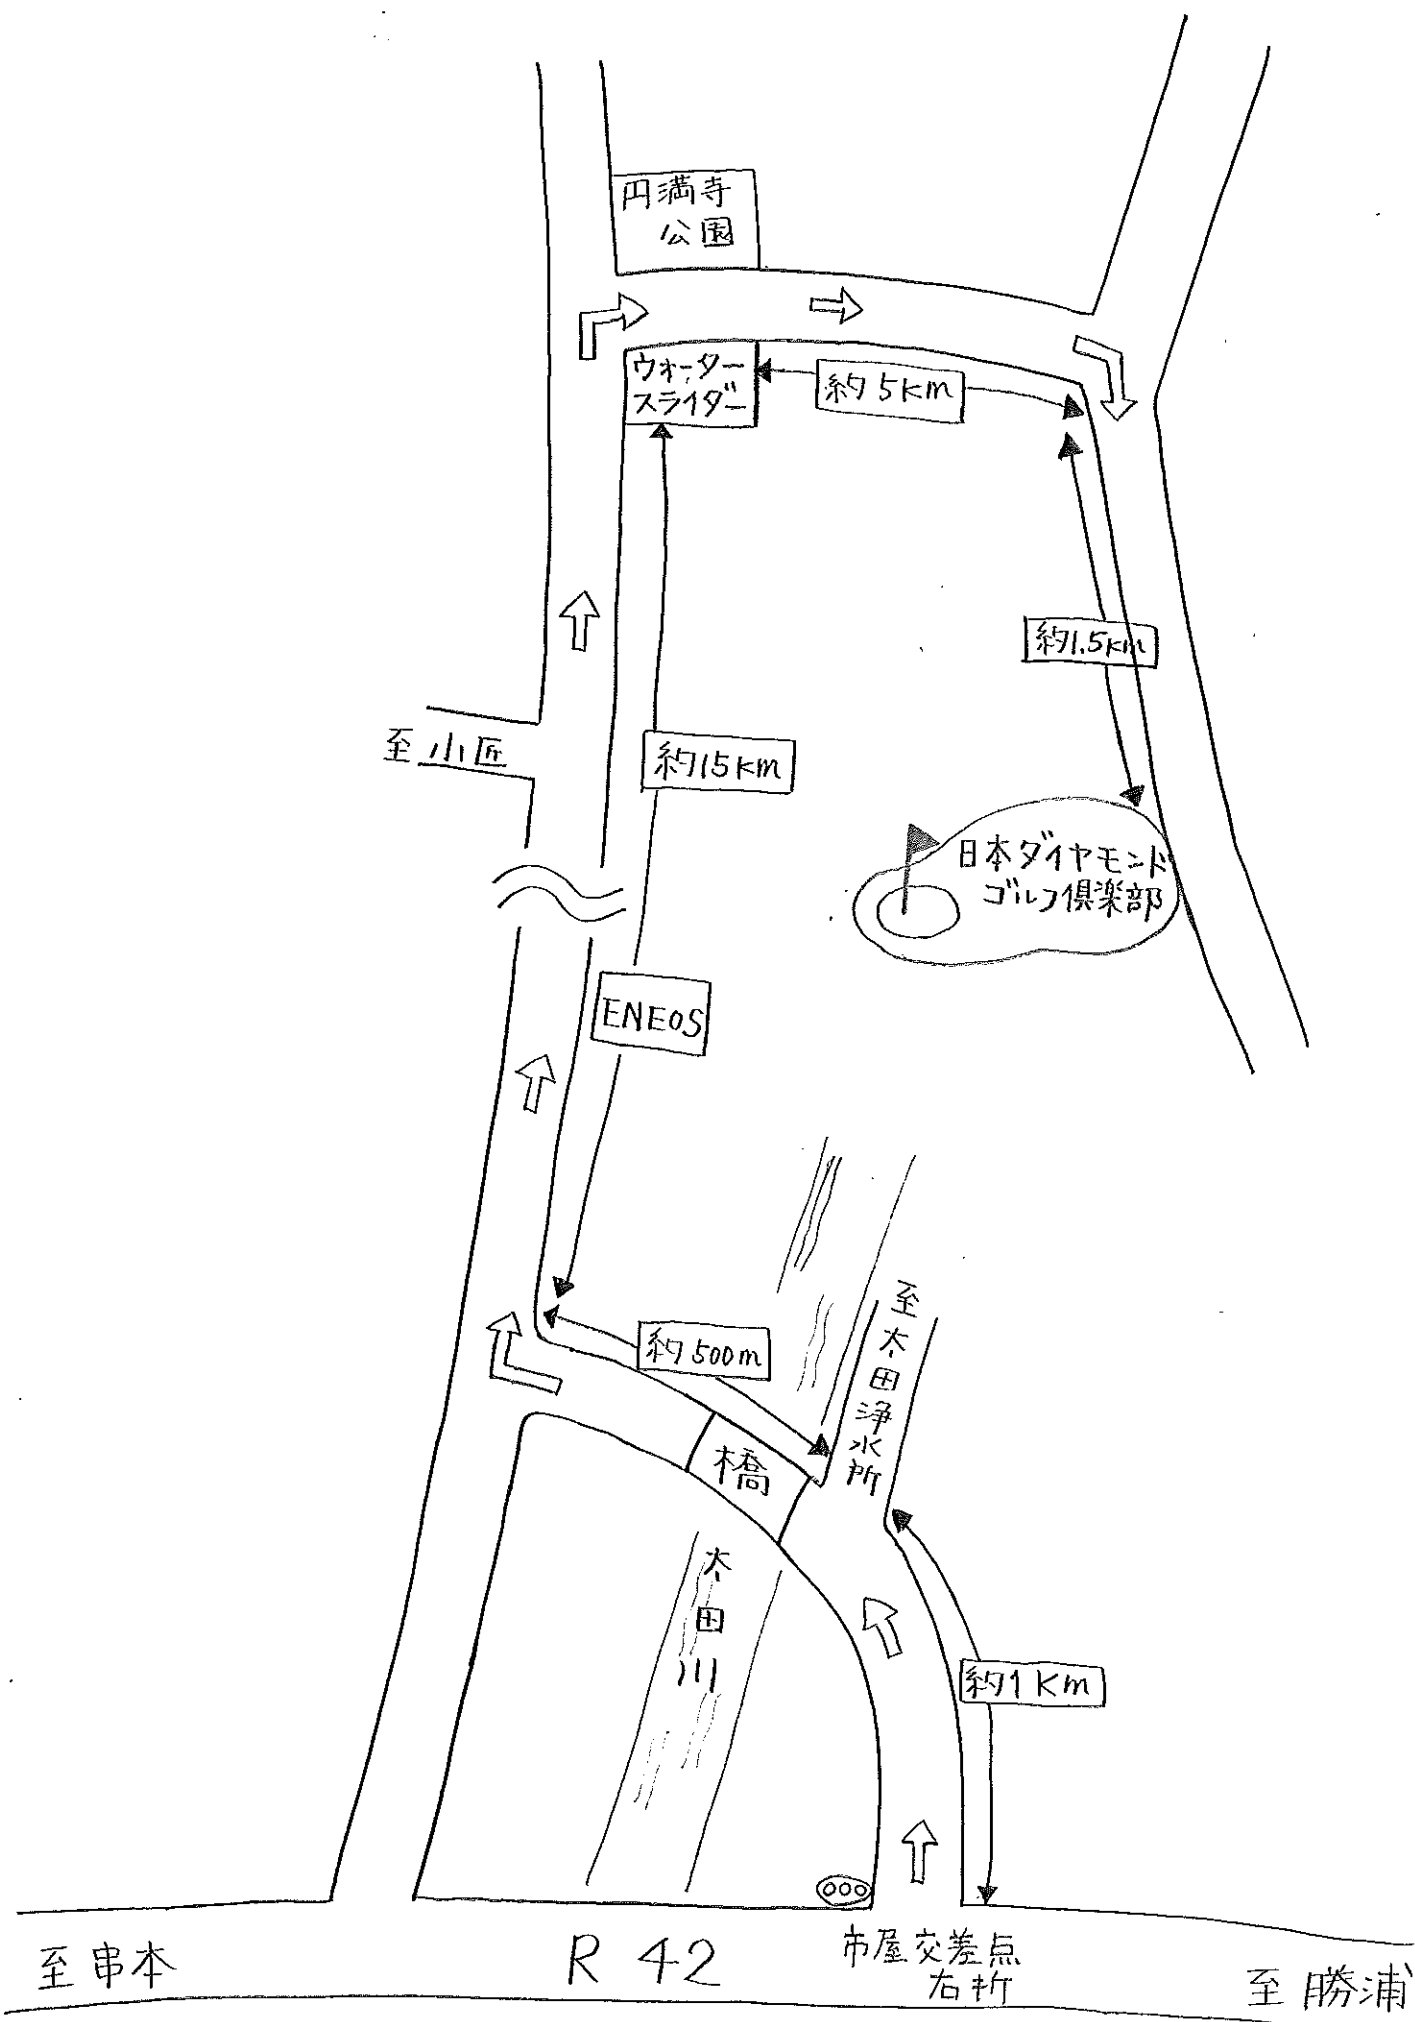 円満寺
公園
ウォーター
スライダー
約5km
約1.5km
至小匠
約15km
日本ダイヤモンド
ゴルフ倶楽部
ENEOS
至太田浄水所
約500m
橋
太田川
約1Km
至串本
R 42
市屋交差点
右折
至勝浦